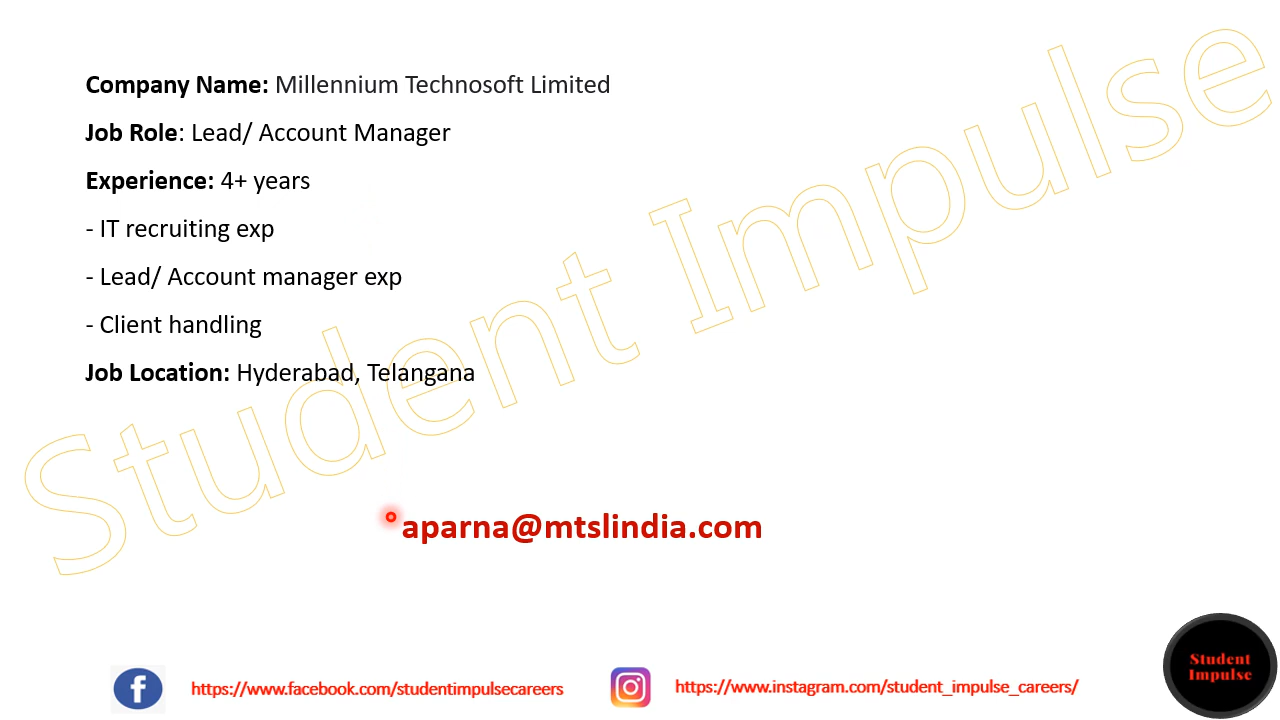 Company Name: Millennium Technosoft Limited
Job Role: Lead/ Account Manager
Experience: 4+ years
- IT recruiting exp
- Lead/ Account manager exp
- Client handling
Job Location: Hyderabad, Telangana
Student Impulse
aparna@mtslindia.com
https://www.facebook.com/studentimpulsecareers
https://www.instagram.com/student_impulse_careers/
Student
Impulse